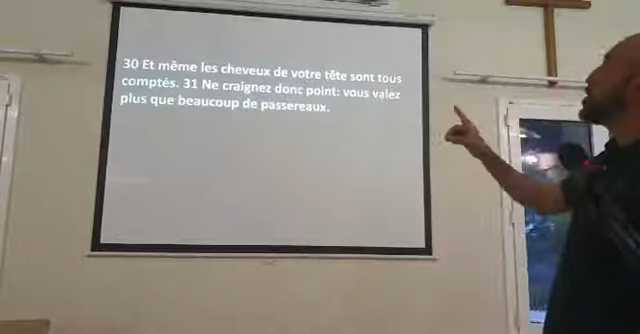 30 Et même les cheveux de votre tête sont tous
comptés. 31 Ne craignez donc point: vous valez
plus que beaucoup de passereaux.